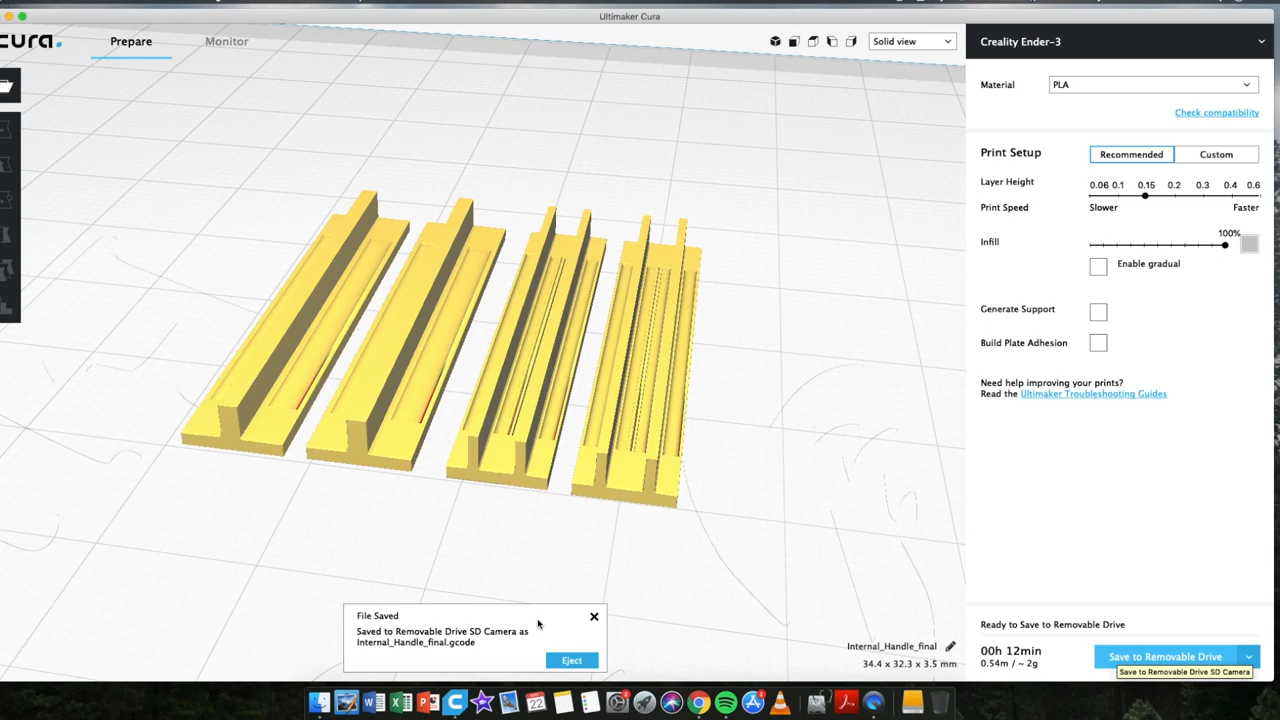 Ultimaker Cura
cura.
Prepare
Monitor
Solid view
Creality Ender-3
Material
PLA
Check compatibility
Print Setup
Recommended
Custom
Layer Height
0.06 0.1 0.15 0.2 0.3 0.4 0.6
Print Speed
Slower
Faster
100%
Infill
Enable gradual
Generate Support
Build Plate Adhesion
Need help improving your prints?
Read the Ultimaker Troubleshooting Guides
File Saved
Saved to Removable Drive SD Camera as
Internal_Handle_final.gcode
Eject
Internal_Handle_final
34.4 x 32.3 x 3.5 mm
Ready to Save to Removable Drive
00h 12min
0.54m / ~ 2g
Save to Removable Drive
Save to Removable Drive SD Camera
22